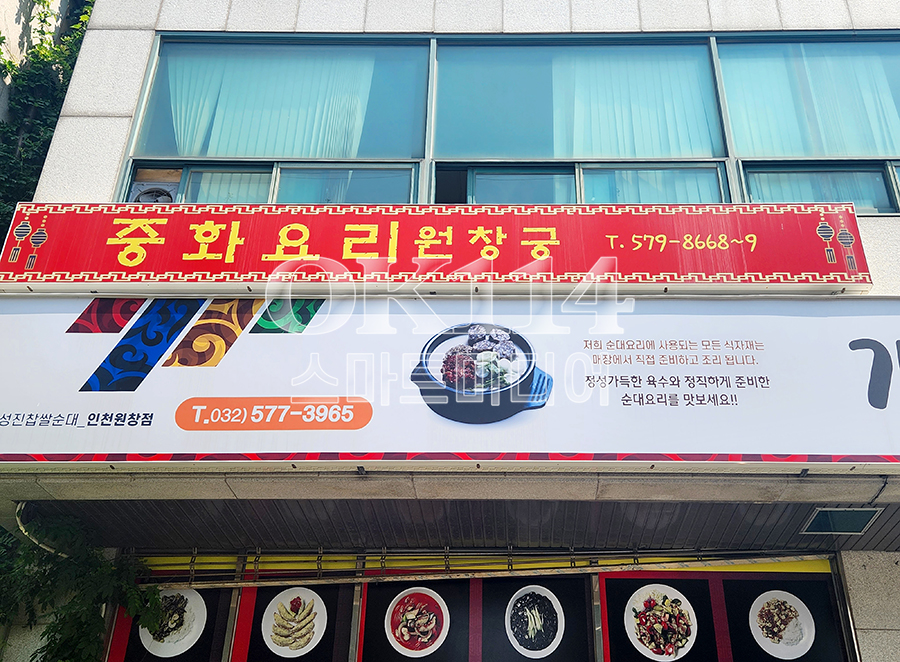 중화요리 원창궁 T. 579-8668~9
OK114
스마트미디어
저희 순대요리에 사용되는 모든 식자재는
매장에서 직접 준비하고 조리 됩니다.
정성가득한 육수와 정직하게 준비한
순대요리를 맛보세요!!
성진찹쌀순대_인천원창점
T.032) 577-3965